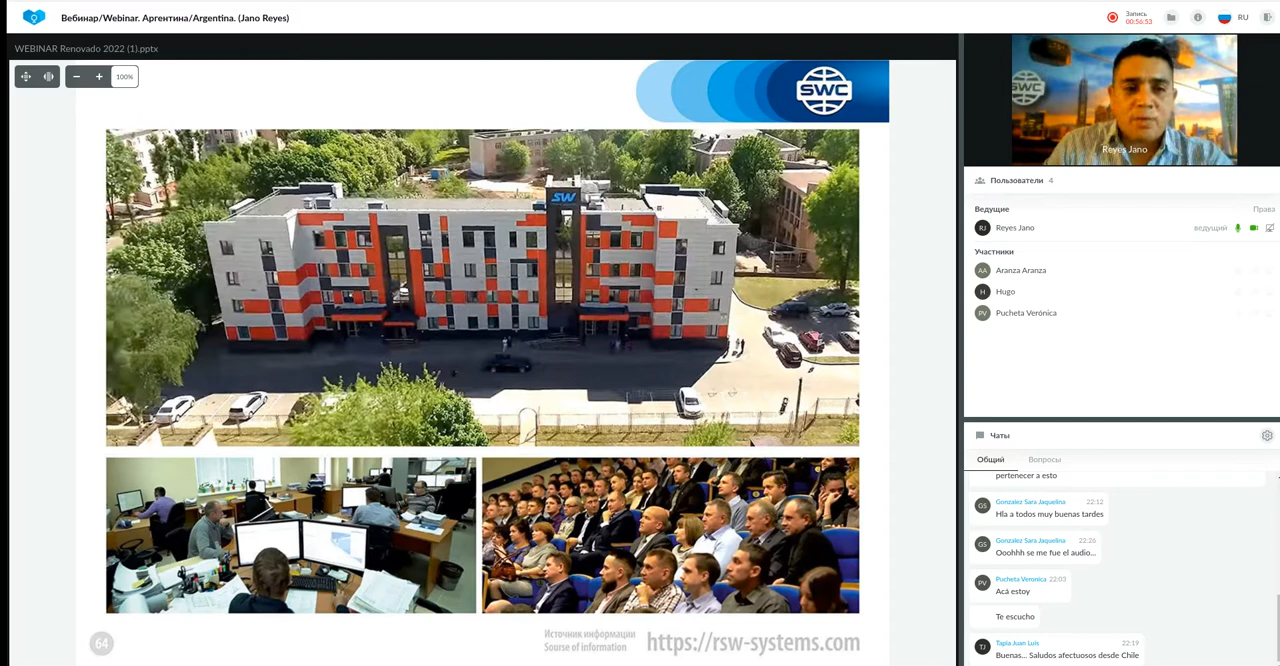 Вебинар/Webinar. Аргентина/Argentina. (Jano Reyes)
Запись
00:56:53
RU
WEBINAR Renovado 2022 (1).pptx
100%
SWC
SW
64
Источник информации
Sourse of information
https://rsw-systems.com
SWC
Reyes Jano
Пользователи 4
Ведущие
Права
RJ
Reyes Jano
ведущий
Участники
AA
Aranza Aranza
H
Hugo
PV
Pucheta Verónica
Чаты
Общий
Вопросы
pertenecer a esto
GS
Gonzalez Sara Jaquelina
22:12
Hla a todos muy buenas tardes
GS
Gonzalez Sara Jaquelina
22:26
Ooohhh se me fue el audio...
PV
Pucheta Veronica
22:03
Acá estoy
Te escucho
TJ
Tapia Juan Luis
22:19
Buenas... Saludos afectuosos desde Chile